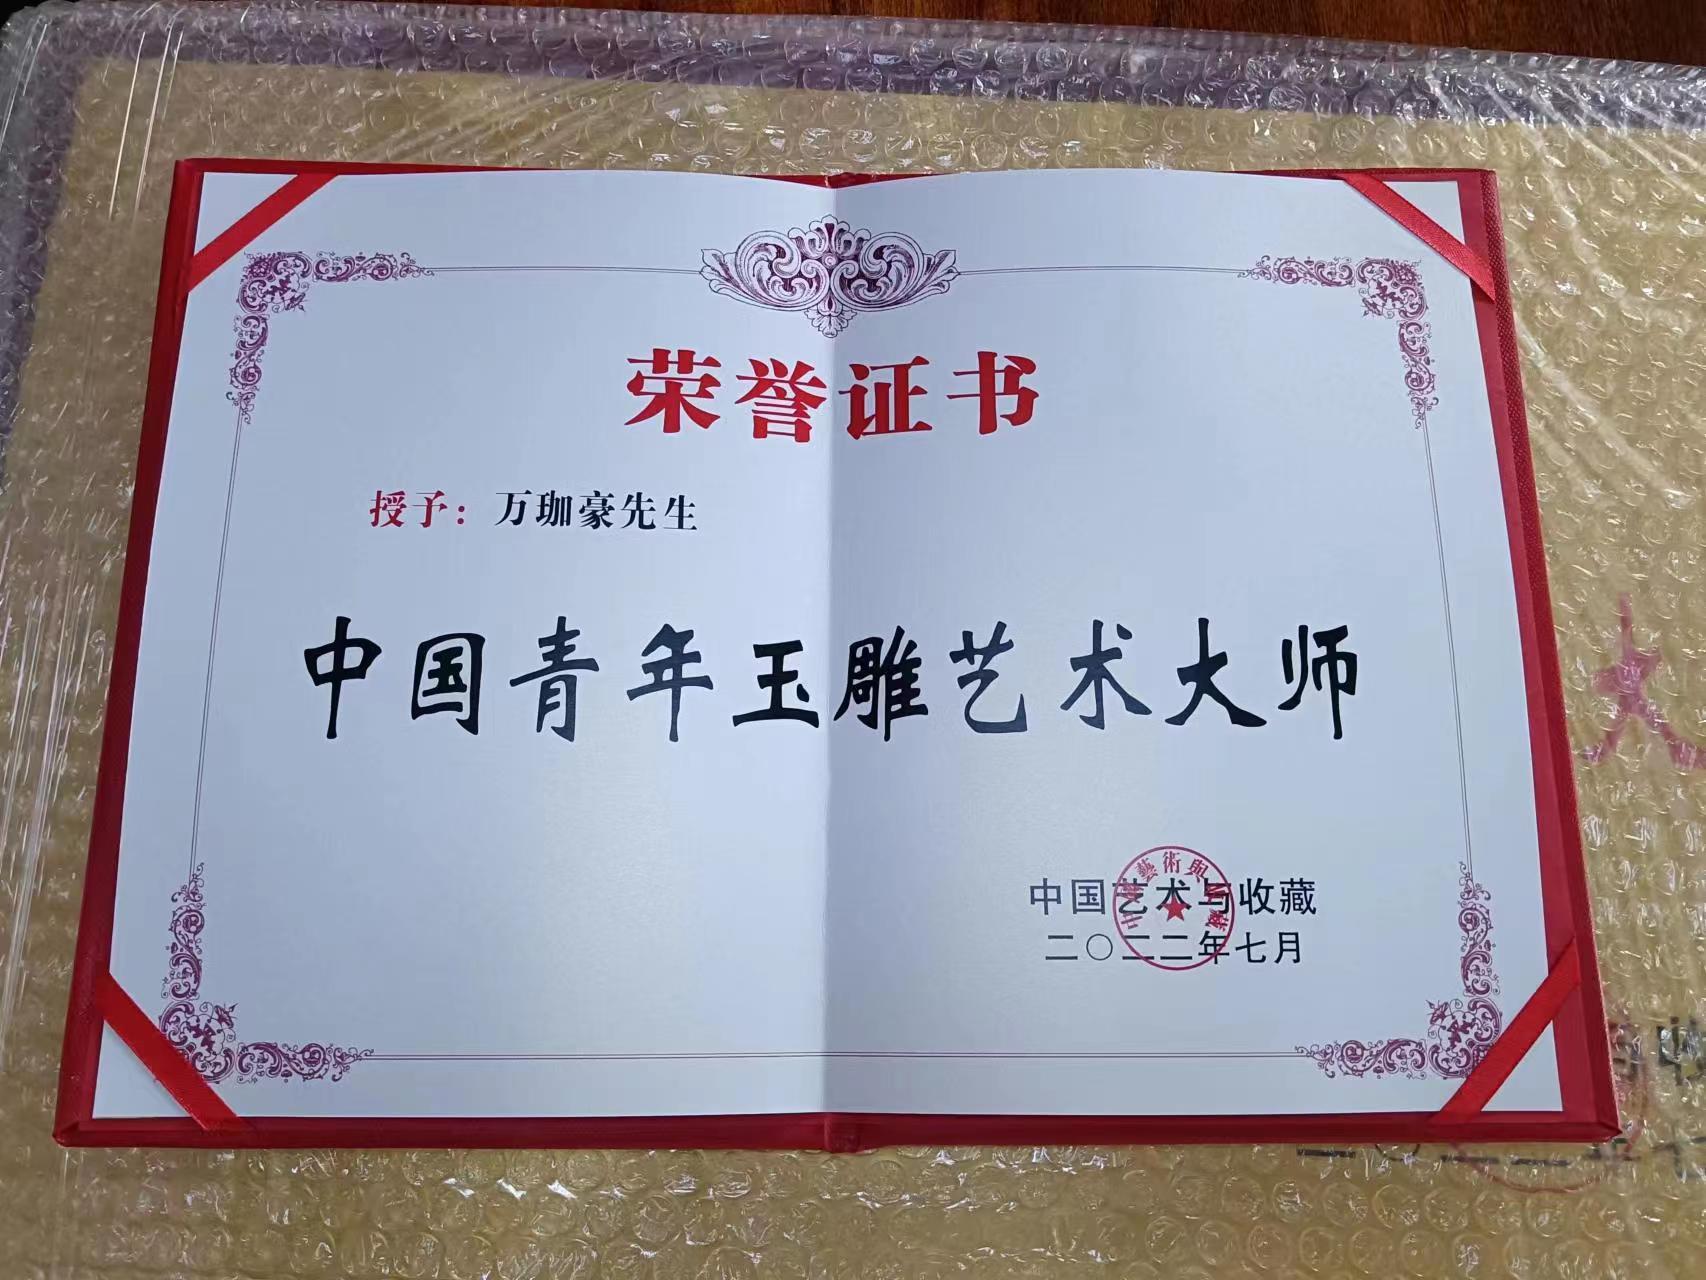 荣誉证书
授予：万珈豪先生
中国青年玉雕艺术大师
中国艺术与收藏
二〇二二年七月
大